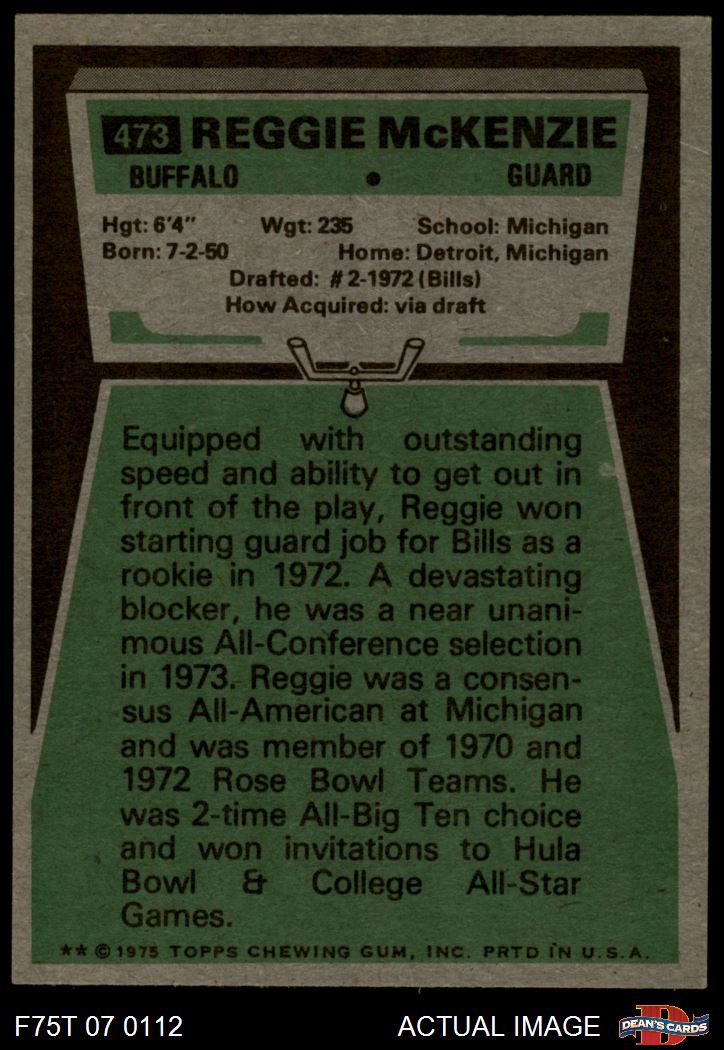 473 REGGIE McKENZIE
BUFFALO • GUARD
Hgt: 6'4" Wgt: 235 School: Michigan
Born: 7-2-50 Home: Detroit, Michigan
Drafted: #2-1972 (Bills)
How Acquired: via draft
Equipped with outstanding
speed and ability to get out in
front of the play, Reggie won
starting guard job for Bills as a
rookie in 1972. A devastating
blocker, he was a near unani-
mous All-Conference selection
in 1973. Reggie was a consen-
sus All-American at Michigan
and was member of 1970 and
1972 Rose Bowl Teams. He
was 2-time All-Big Ten choice
and won invitations to Hula
Bowl & College All-Star
Games.
** © 1975 TOPPS CHEWING GUM, INC. PRTD IN U.S.A.
F75T 07 0112 ACTUAL IMAGE D DEAN'S CARDS